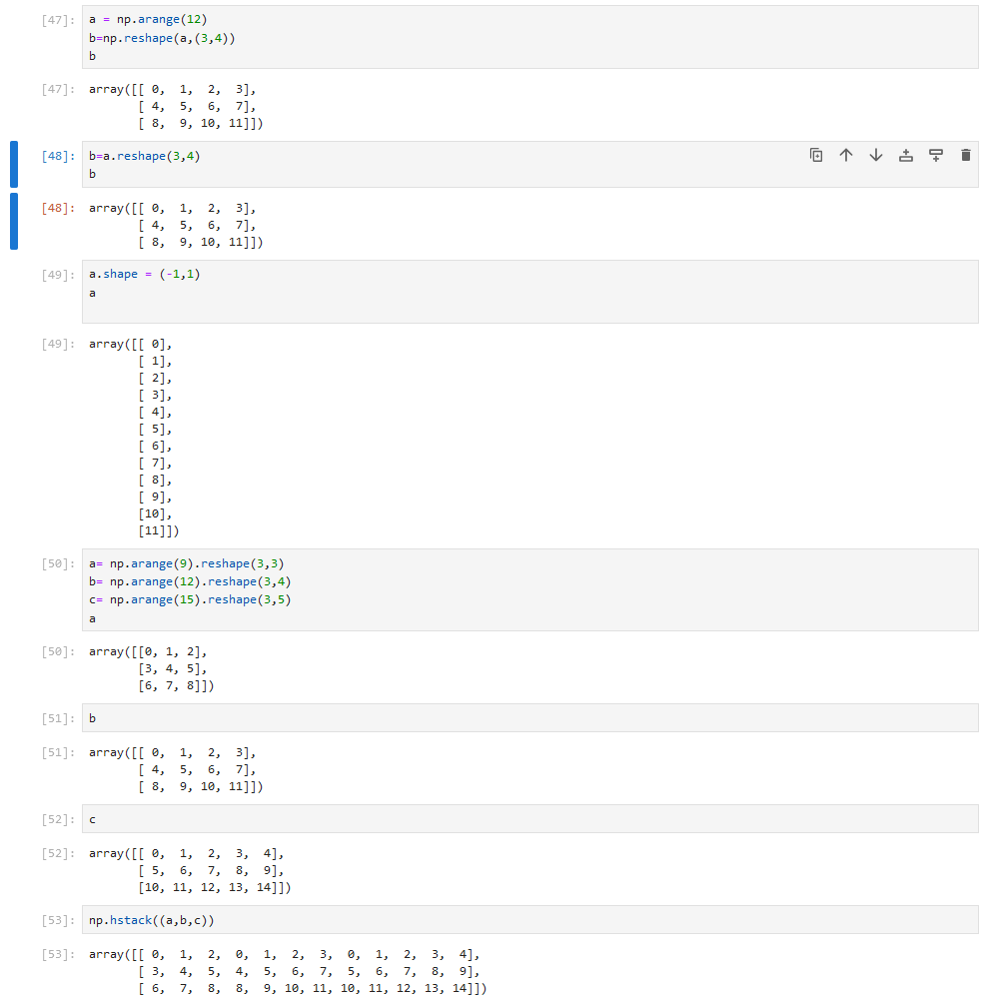 [47]: a = np.arange(12)
b=np.reshape(a,(3,4))
b
[47]: array([[ 0,  1,  2,  3],
       [ 4,  5,  6,  7],
       [ 8,  9, 10, 11]])
[48]: b=a.reshape(3,4)
b
[48]: array([[ 0,  1,  2,  3],
       [ 4,  5,  6,  7],
       [ 8,  9, 10, 11]])
[49]: a.shape = (-1,1)
a
[49]: array([[ 0],
       [ 1],
       [ 2],
       [ 3],
       [ 4],
       [ 5],
       [ 6],
       [ 7],
       [ 8],
       [ 9],
       [10],
       [11]])
[50]: a= np.arange(9).reshape(3,3)
b= np.arange(12).reshape(3,4)
c= np.arange(15).reshape(3,5)
a
[50]: array([[0, 1, 2],
       [3, 4, 5],
       [6, 7, 8]])
[51]: b
[51]: array([[ 0,  1,  2,  3],
       [ 4,  5,  6,  7],
       [ 8,  9, 10, 11]])
[52]: c
[52]: array([[ 0,  1,  2,  3,  4],
       [ 5,  6,  7,  8,  9],
       [10, 11, 12, 13, 14]])
[53]: np.hstack((a,b,c))
[53]: array([[ 0,  1,  2,  0,  1,  2,  3,  0,  1,  2,  3,  4],
       [ 3,  4,  5,  4,  5,  6,  7,  5,  6,  7,  8,  9],
       [ 6,  7,  8,  8,  9, 10, 11, 10, 11, 12, 13, 14]])